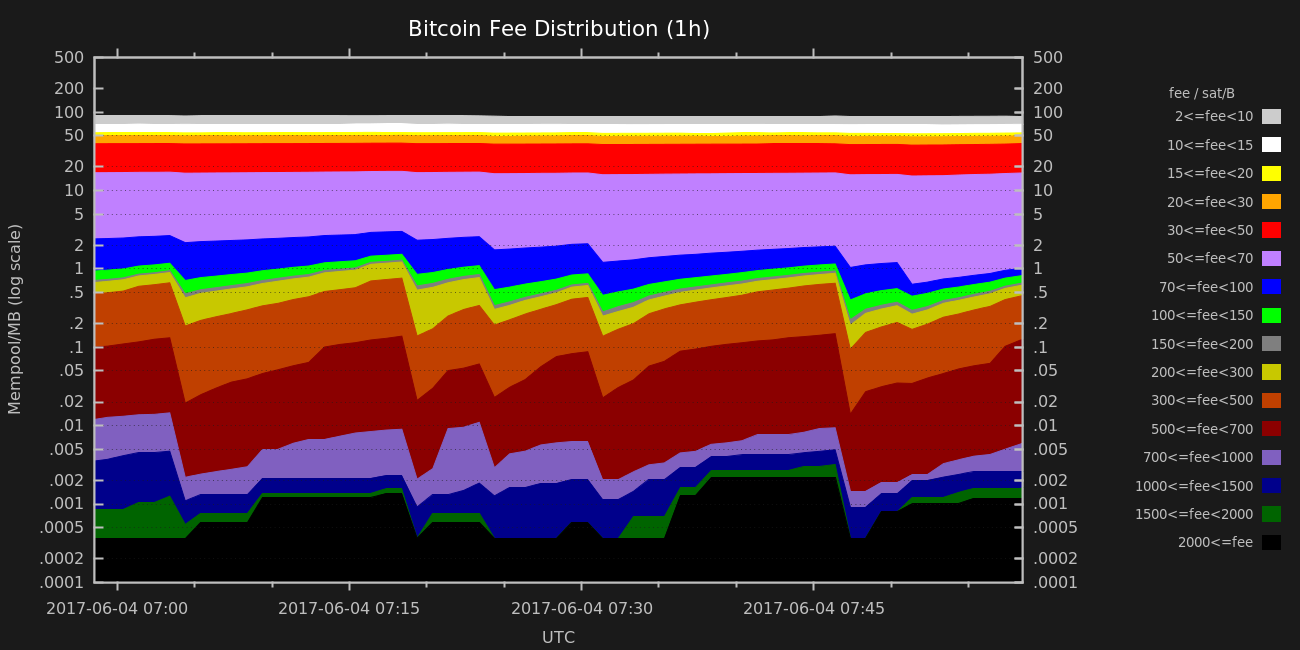 Bitcoin Fee Distribution (1h)
500 500
200 200
100 100
50 50
20 20
10 10
5 5
2 2
1 1
.5 .5
.2 .2
.1 .1
.05 .05
.02 .02
.01 .01
.005 .005
.002 .002
.001 .001
.0005 .0005
.0002 .0002
.0001 .0001
Mempool/MB (log scale)
2017-06-04 07:00 2017-06-04 07:15 2017-06-04 07:30 2017-06-04 07:45
UTC
fee / sat/B
2<=fee<10
10<=fee<15
15<=fee<20
20<=fee<30
30<=fee<50
50<=fee<70
70<=fee<100
100<=fee<150
150<=fee<200
200<=fee<300
300<=fee<500
500<=fee<700
700<=fee<1000
1000<=fee<1500
1500<=fee<2000
2000<=fee